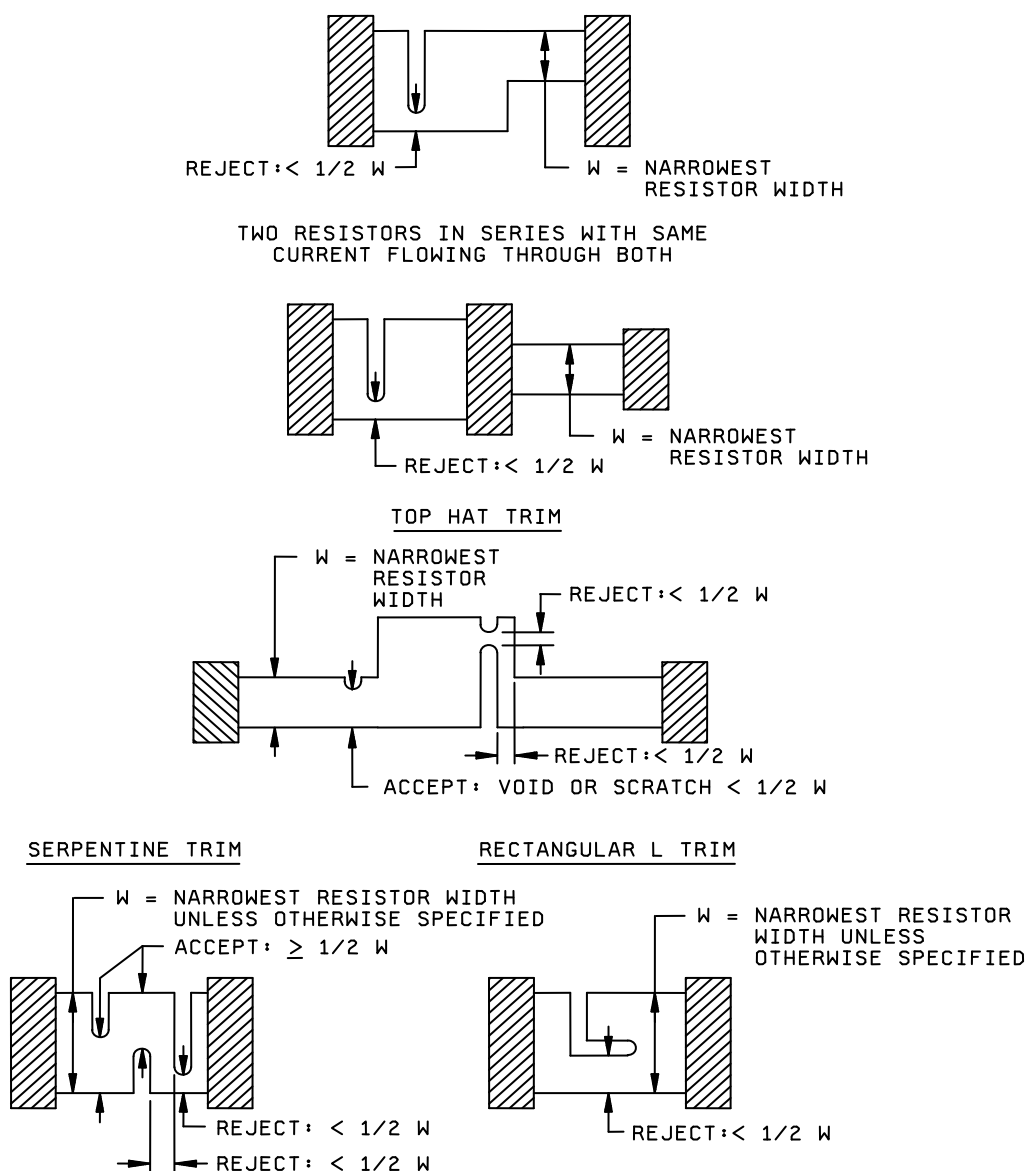 REJECT:< 1/2 W
W = NARROWEST
RESISTOR WIDTH
TWO RESISTORS IN SERIES WITH SAME
CURRENT FLOWING THROUGH BOTH
W = NARROWEST
RESISTOR WIDTH
REJECT:< 1/2 W
TOP HAT TRIM
W = NARROWEST
RESISTOR
WIDTH
REJECT:< 1/2 W
REJECT:< 1/2 W
ACCEPT: VOID OR SCRATCH < 1/2 W
SERPENTINE TRIM
W = NARROWEST RESISTOR WIDTH
UNLESS OTHERWISE SPECIFIED
ACCEPT: ≥ 1/2 W
REJECT: < 1/2 W
REJECT: < 1/2 W
RECTANGULAR L TRIM
W = NARROWEST RESISTOR
WIDTH UNLESS
OTHERWISE SPECIFIED
REJECT:< 1/2 W